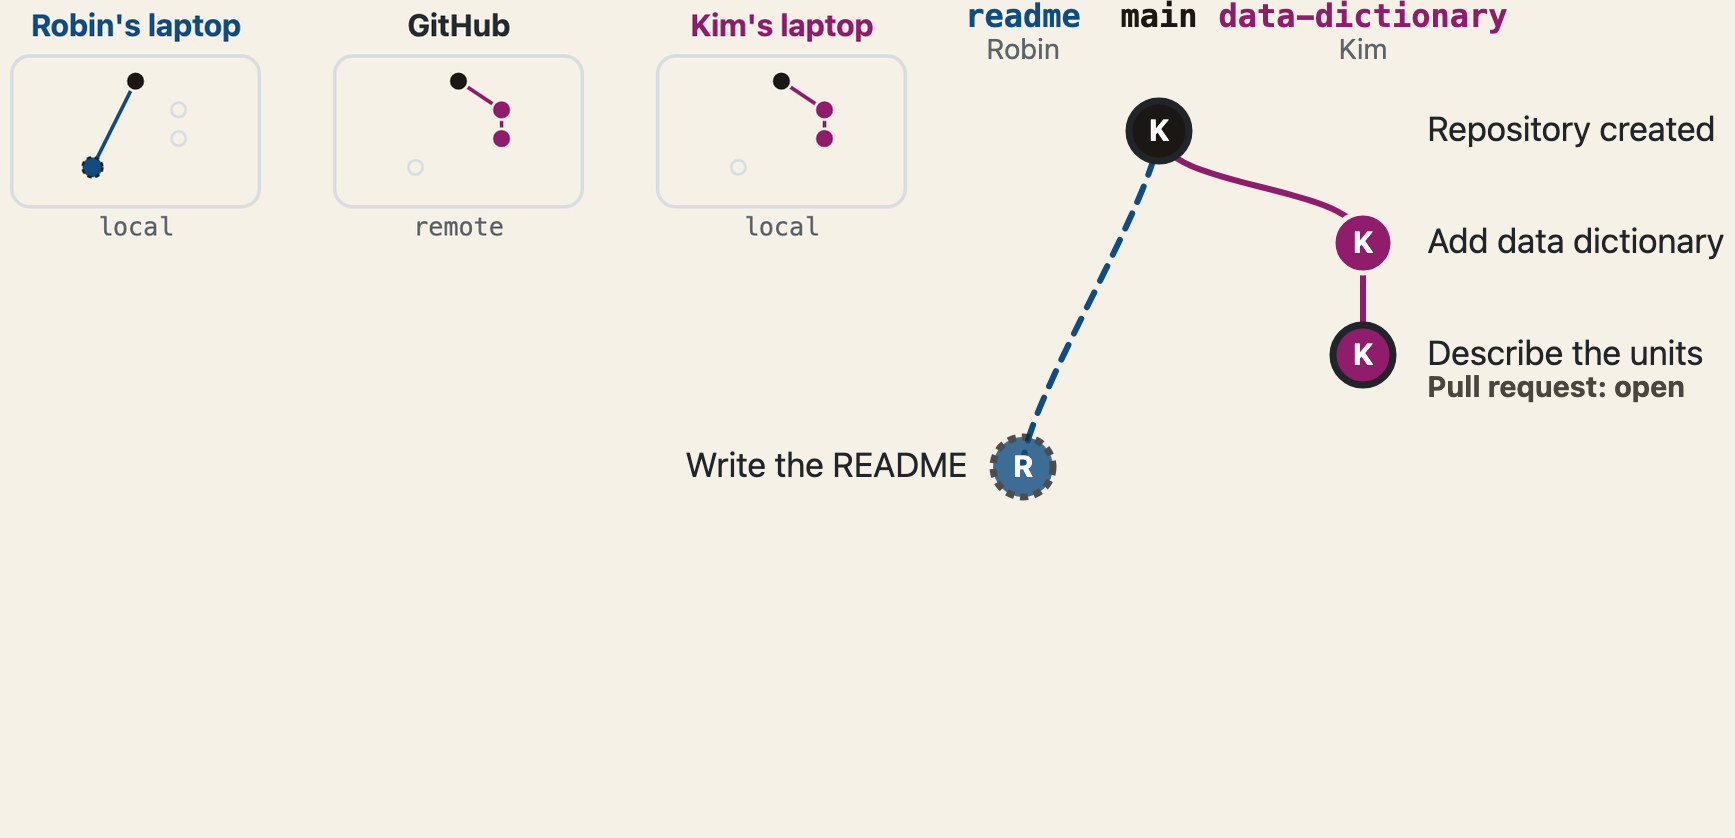 Robin's laptop
GitHub
Kim's laptop
local
remote
local
readme main data-dictionary
Robin
Kim
K
Repository created
K
Add data dictionary
K
Describe the units
Pull request: open
Write the README
R